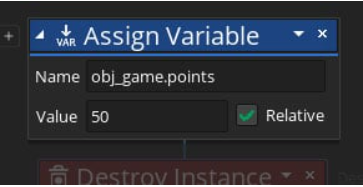 VAR Assign Variable
Name obj_game.points
Value 50 Relative
Destroy Instance